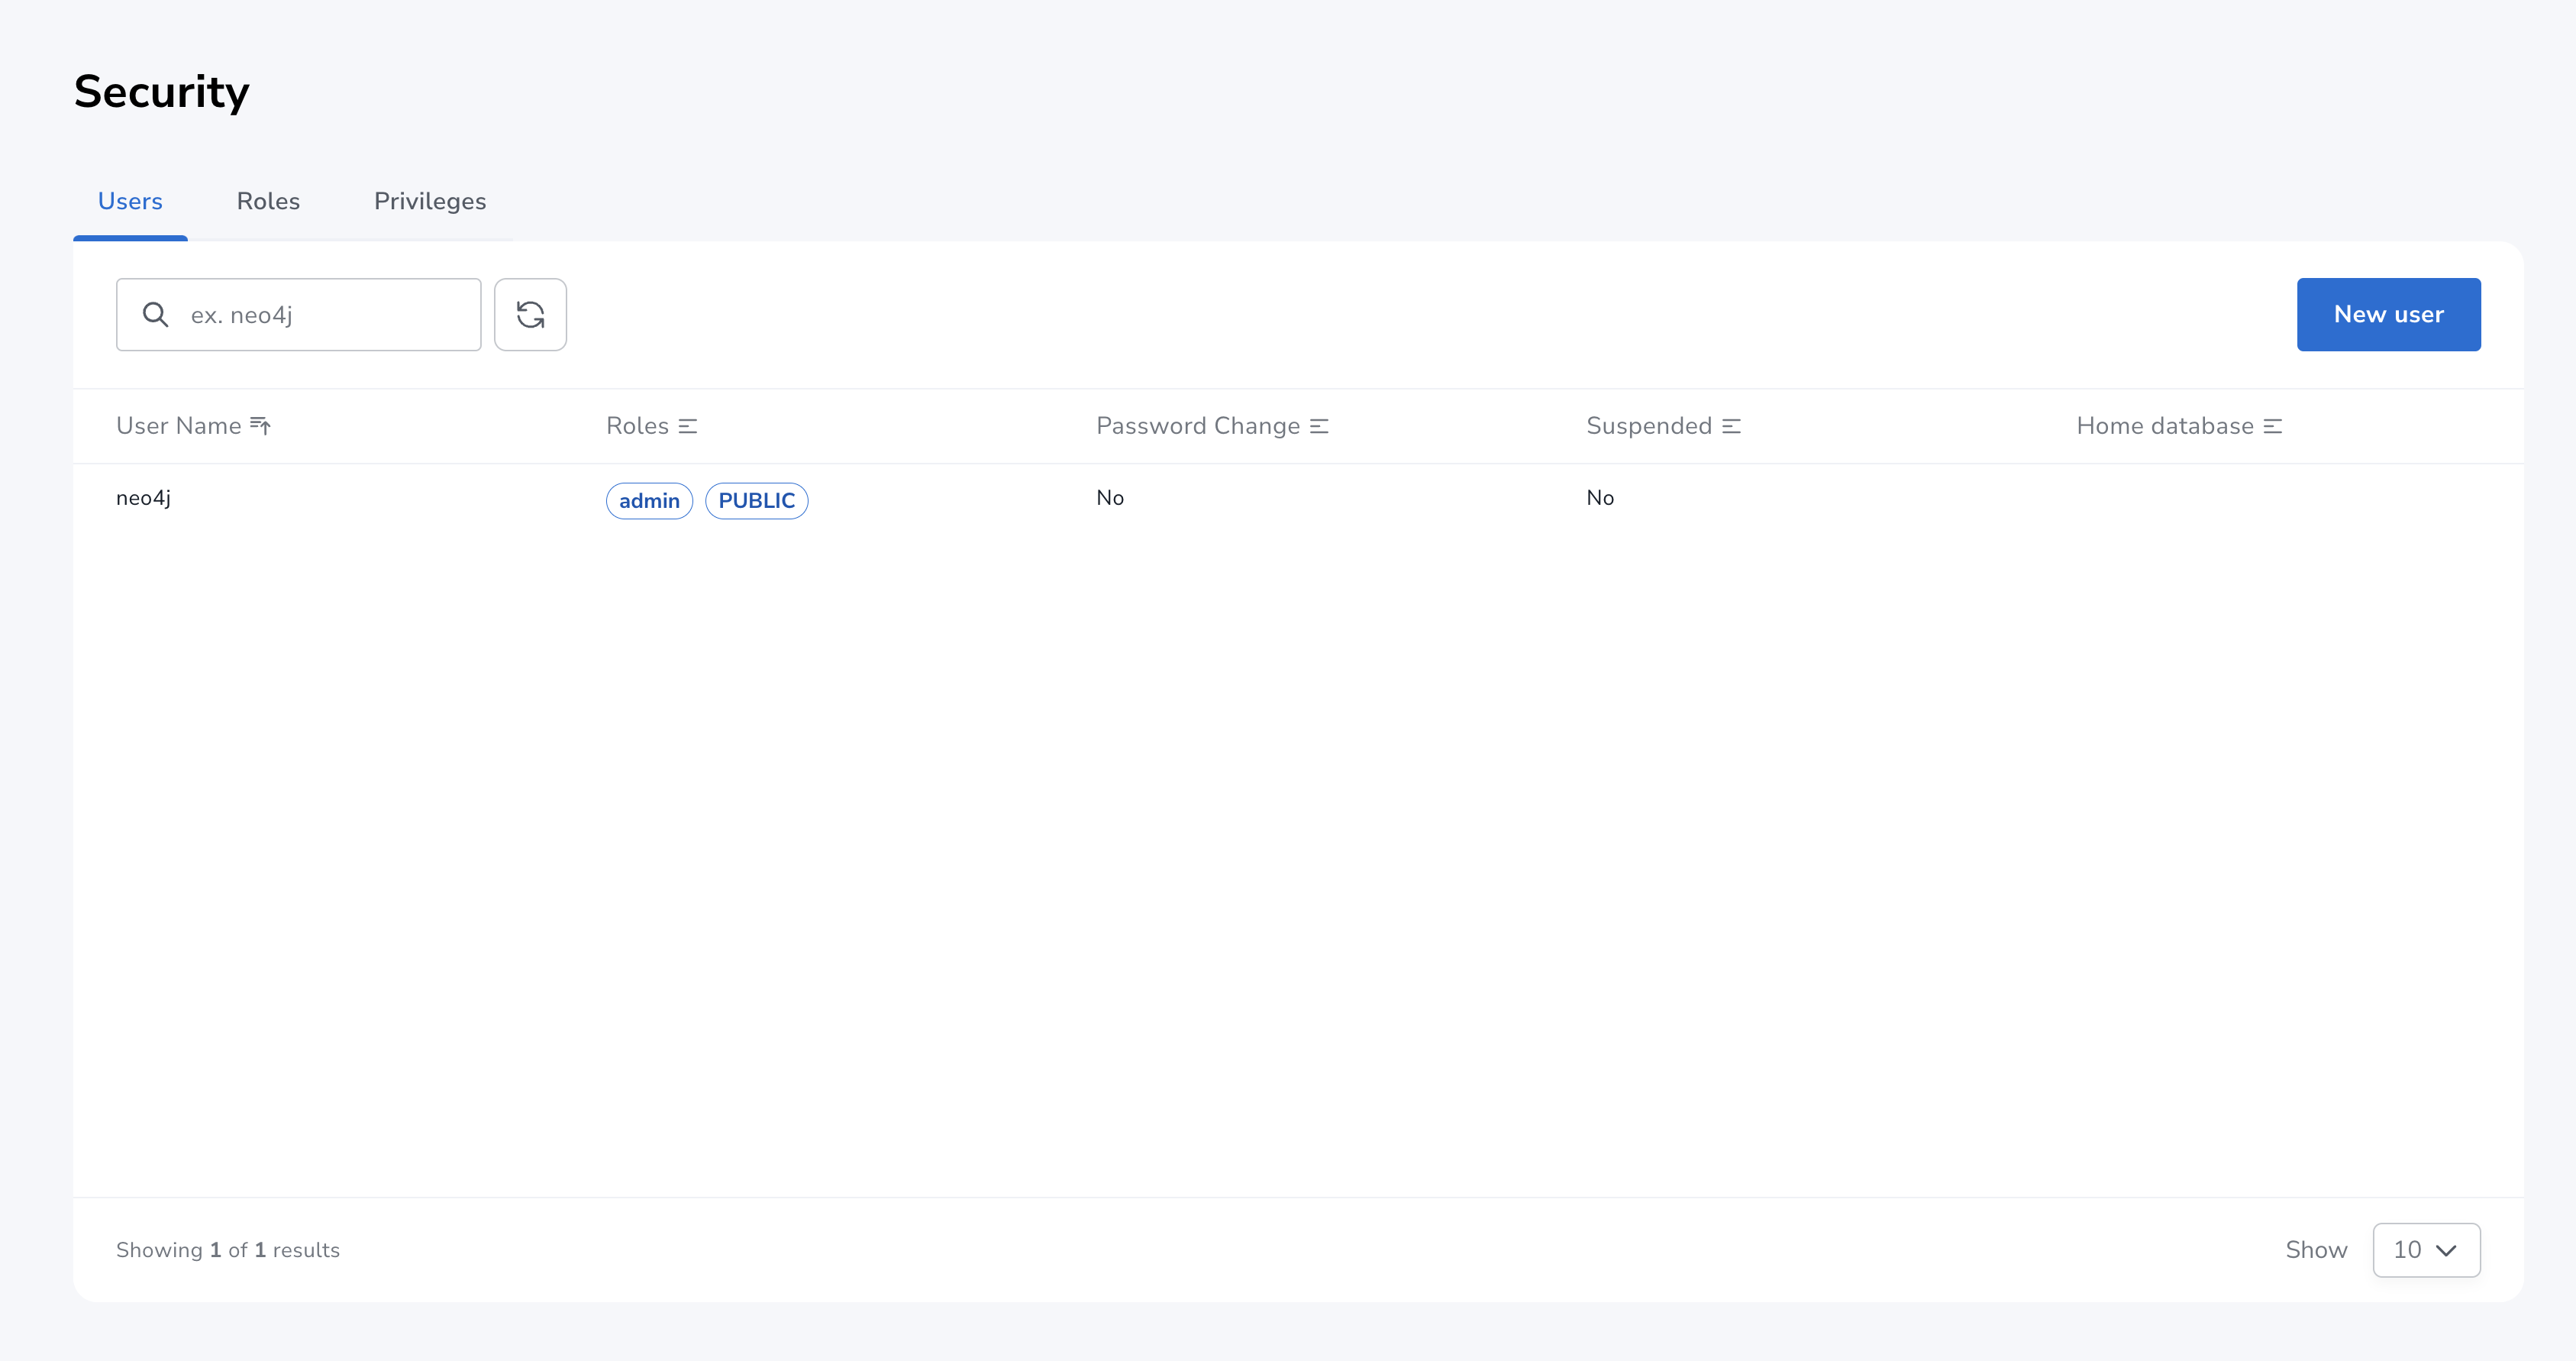 Security
Users Roles Privileges
ex. neo4j New user
User Name Roles Password Change Suspended Home database
neo4j admin PUBLIC No No
Showing 1 of 1 results Show 10